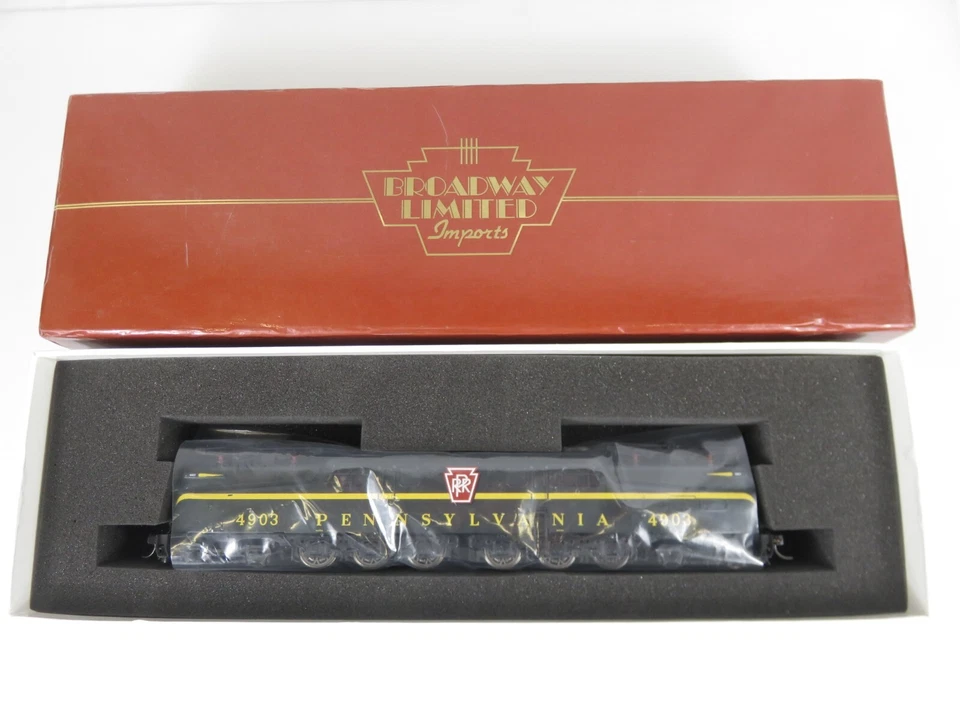 BROADWAY
LIMITED
Imports
PRR
4903 PENNSYLVANIA 4903